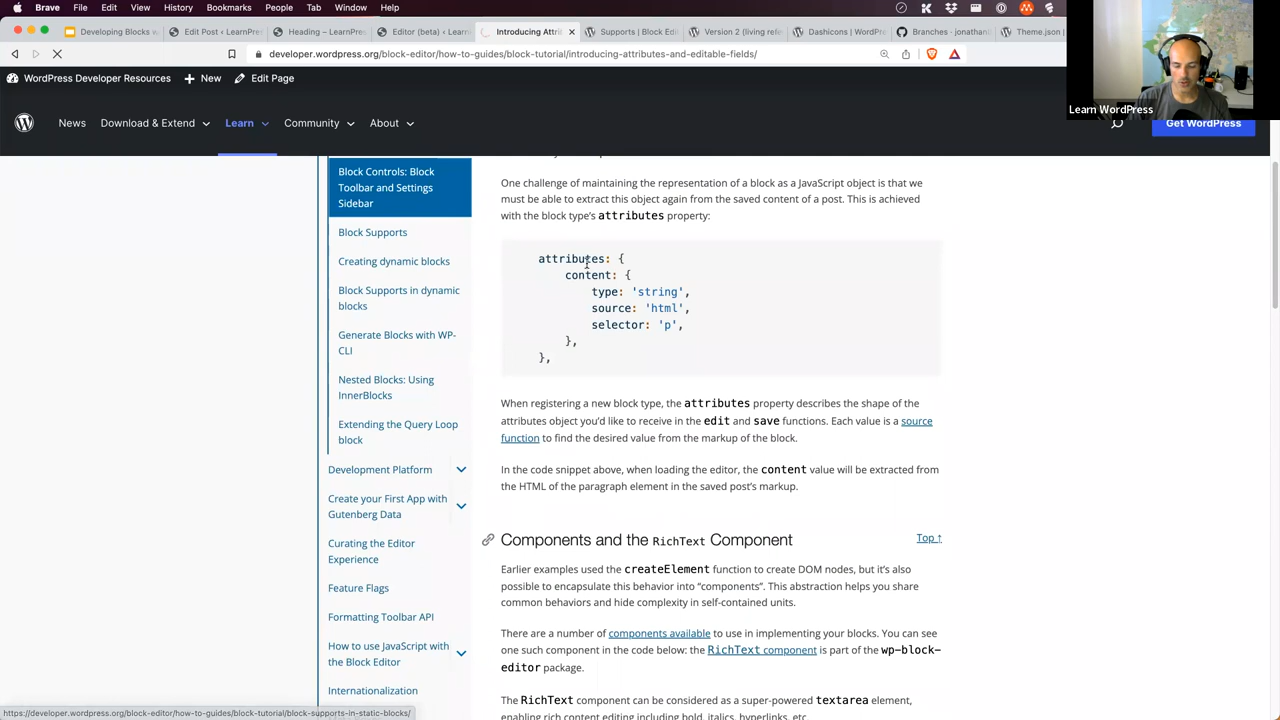 Brave File Edit View History Bookmarks People Tab Window Help
Developing Blocks w Edit Post ‹ LearnPres Heading – LearnPres Editor (beta) ‹ Learn Introducing Attri Supports | Block Edi Version 2 (living refe Dashicons | WordPre Branches · jonathanl Theme.json |
developer.wordpress.org/block-editor/how-to-guides/block-tutorial/introducing-attributes-and-editable-fields/
WordPress Developer Resources New Edit Page
Learn WordPress
News Download & Extend Learn Community About Get WordPress
Block Controls: Block
Toolbar and Settings
Sidebar
Block Supports
Creating dynamic blocks
Block Supports in dynamic
blocks
Generate Blocks with WP-
CLI
Nested Blocks: Using
InnerBlocks
Extending the Query Loop
block
Development Platform
Create your First App with
Gutenberg Data
Curating the Editor
Experience
Feature Flags
Formatting Toolbar API
How to use JavaScript with
the Block Editor
Internationalization
One challenge of maintaining the representation of a block as a JavaScript object is that we
must be able to extract this object again from the saved content of a post. This is achieved
with the block type's attributes property:
attributes: {
content: {
type: 'string',
source: 'html',
selector: 'p',
},
},
When registering a new block type, the attributes property describes the shape of the
attributes object you'd like to receive in the edit and save functions. Each value is a source
function to find the desired value from the markup of the block.
In the code snippet above, when loading the editor, the content value will be extracted from
the HTML of the paragraph element in the saved post's markup.
Components and the RichText Component Top ↑
Earlier examples used the createElement function to create DOM nodes, but it's also
possible to encapsulate this behavior into "components". This abstraction helps you share
common behaviors and hide complexity in self-contained units.
There are a number of components available to use in implementing your blocks. You can see
one such component in the code below: the RichText component is part of the wp-block-
editor package.
The RichText component can be considered as a super-powered textarea element,
enabling rich content editing including bold, italics, hyperlinks, etc.
https://developer.wordpress.org/block-editor/how-to-guides/block-tutorial/block-supports-in-static-blocks/